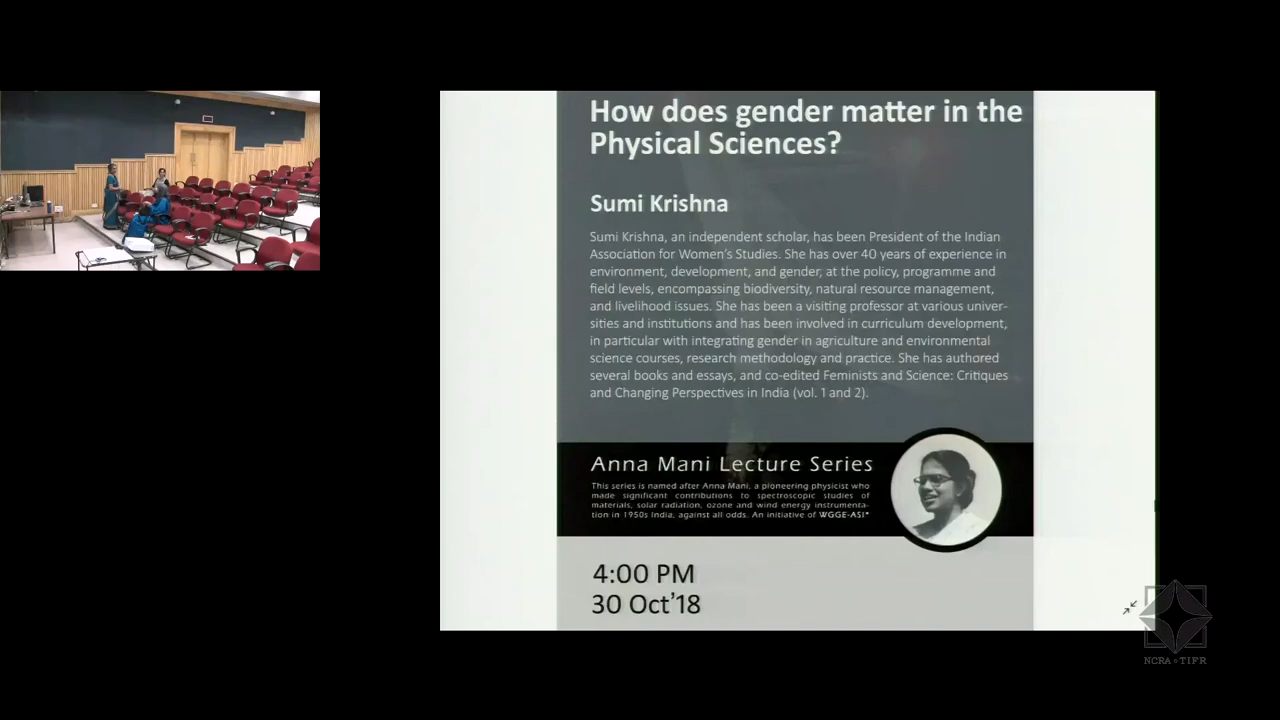 How does gender matter in the
Physical Sciences?
Sumi Krishna
Sumi Krishna, an independent scholar, has been President of the Indian
Association for Women's Studies. She has over 40 years of experience in
environment, development, and gender, at the policy, programme and
field levels, encompassing biodiversity, natural resource management,
and livelihood issues. She has been a visiting professor at various univer-
sities and institutions and has been involved in curriculum development,
in particular with integrating gender in agriculture and environmental
science courses, research methodology and practice. She has authored
several books and essays, and co-edited Feminists and Science: Critiques
and Changing Perspectives in India (vol. 1 and 2).
Anna Mani Lecture Series
This series is named after Anna Mani, a pioneering physicist who
made significant contributions to spectroscopic studies of
materials, solar radiation, ozone and wind energy instrumenta-
tion in 1950s India, against all odds. An initiative of WGGE-ASI*
4:00 PM
30 Oct'18
NCRA • TIFR